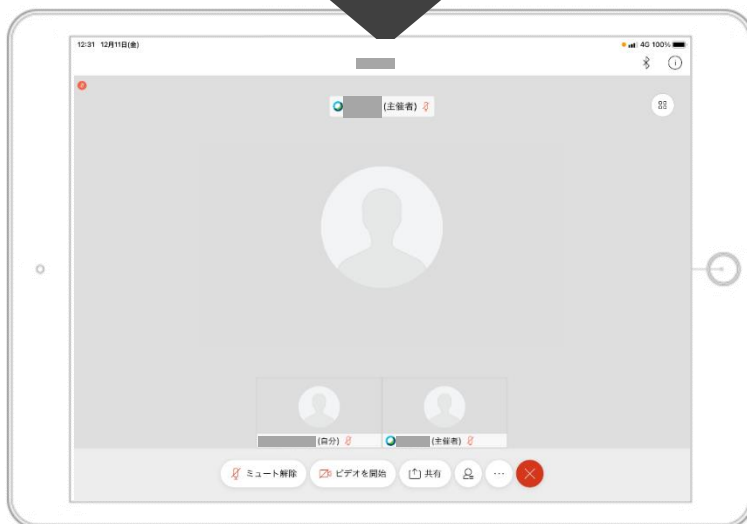 12:31 12月11日(金)
4G 100%
(主催者)
(自分)
(主催者)
ミュート解除 ビデオを開始 共有 ...